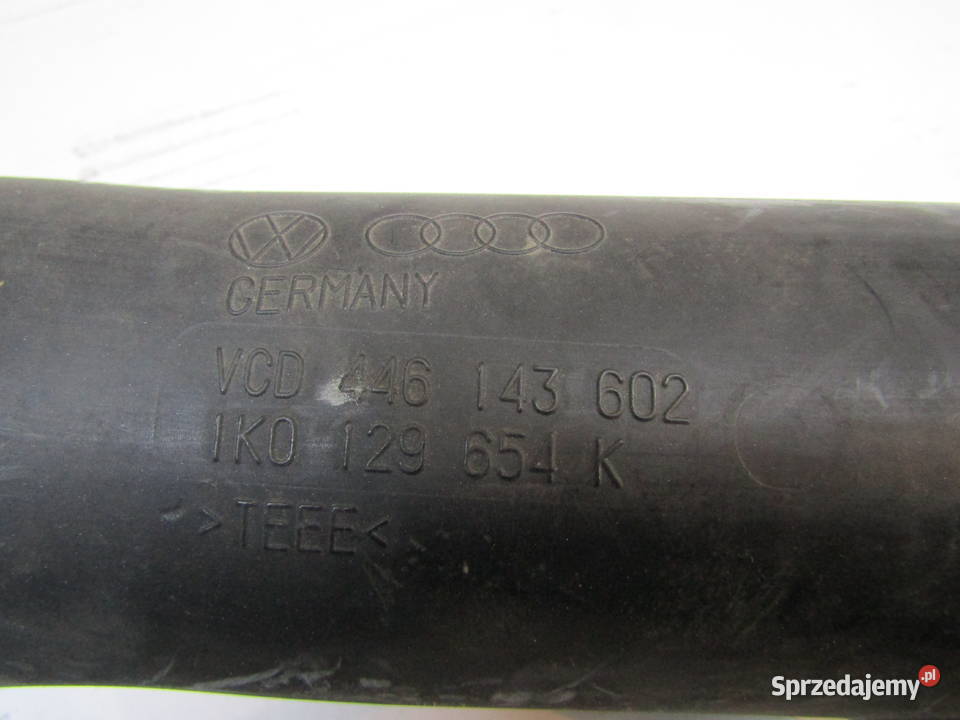 GERMANY
VCD 446 143 602
1K0 129 654 K
>TEEE<
Sprzedajemy.pl